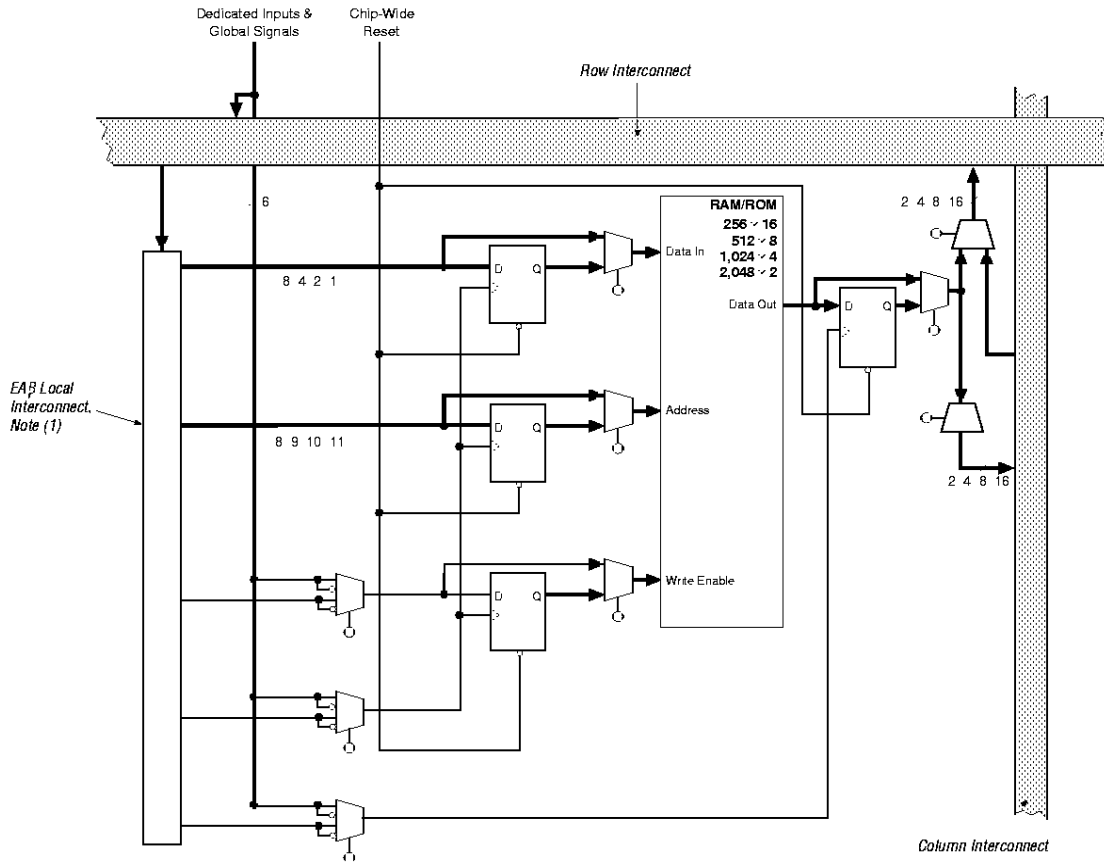 Dedicated Inputs &
Global Signals
Chip-Wide
Reset
Row Interconnect
6
2 4 8 16
RAM/ROM
256 ~ 16
512 ~ 8
1,024 ~ 4
2,048 ~ 2
D Q
Data In
8 4 2 1
Data Out
D Q
EAB Local
Interconnect,
Note (1)
D Q
Address
8 9 10 11
2 4 8 16
D Q
Write Enable
Column Interconnect